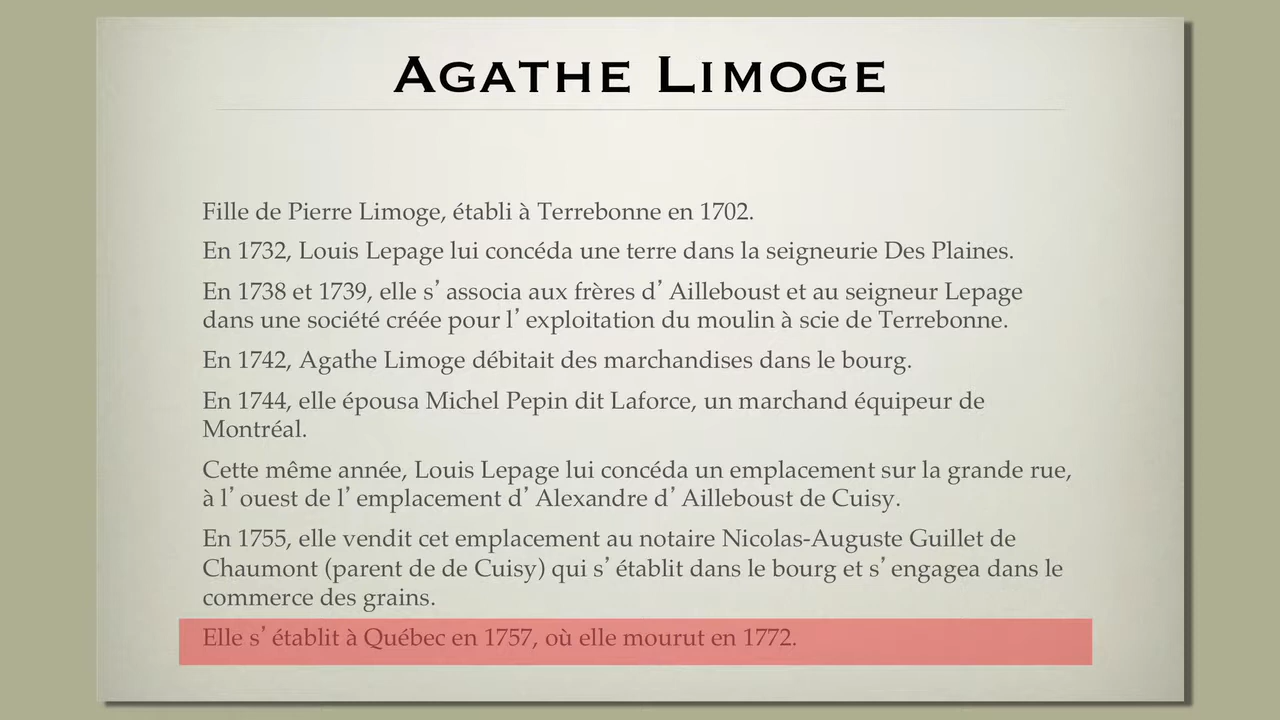 AGATHE LIMOGE
Fille de Pierre Limoge, établi à Terrebonne en 1702.
En 1732, Louis Lepage lui concéda une terre dans la seigneurie Des Plaines.
En 1738 et 1739, elle s’associa aux frères d’Ailleboust et au seigneur Lepage
dans une société créée pour l’exploitation du moulin à scie de Terrebonne.
En 1742, Agathe Limoge débitait des marchandises dans le bourg.
En 1744, elle épousa Michel Pepin dit Laforce, un marchand équipeur de
Montréal.
Cette même année, Louis Lepage lui concéda un emplacement sur la grande rue,
à l’ouest de l’emplacement d’Alexandre d’Ailleboust de Cuisy.
En 1755, elle vendit cet emplacement au notaire Nicolas-Auguste Guillet de
Chaumont (parent de de Cuisy) qui s’établit dans le bourg et s’engagea dans le
commerce des grains.
Elle s’établit à Québec en 1757, où elle mourut en 1772.